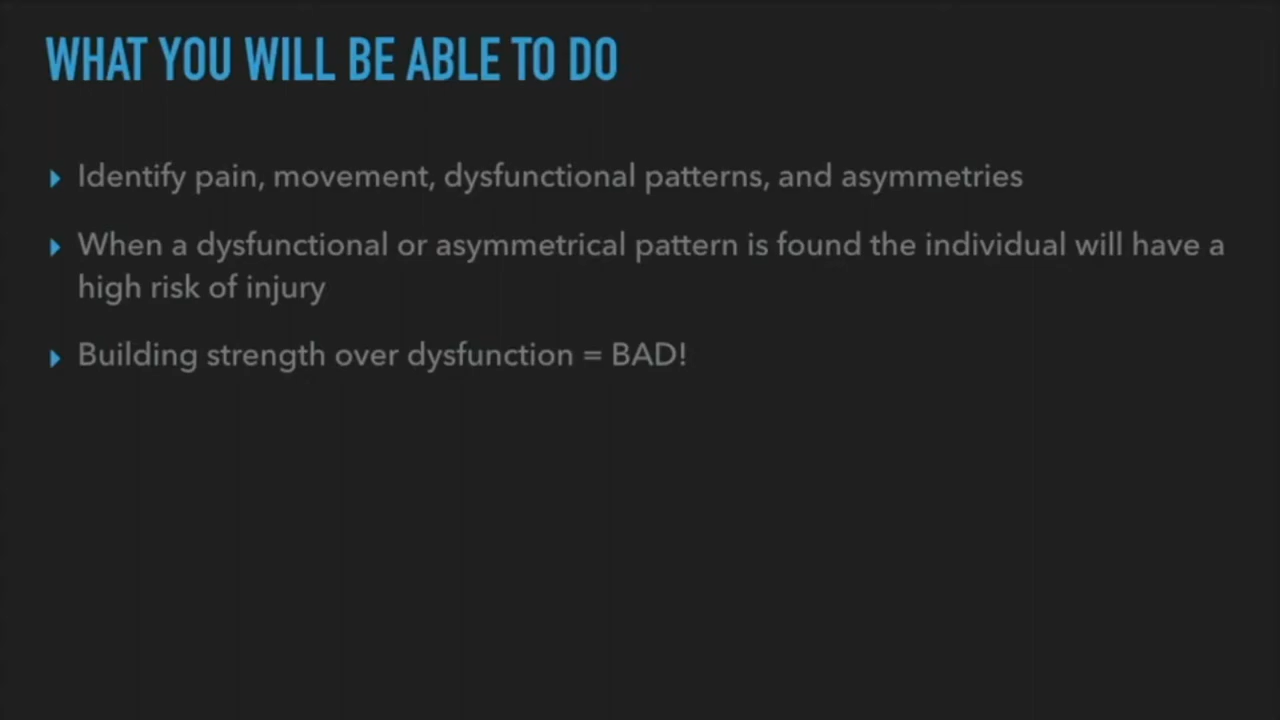 WHAT YOU WILL BE ABLE TO DO
Identify pain, movement, dysfunctional patterns, and asymmetries
When a dysfunctional or asymmetrical pattern is found the individual will have a
high risk of injury
Building strength over dysfunction = BAD!